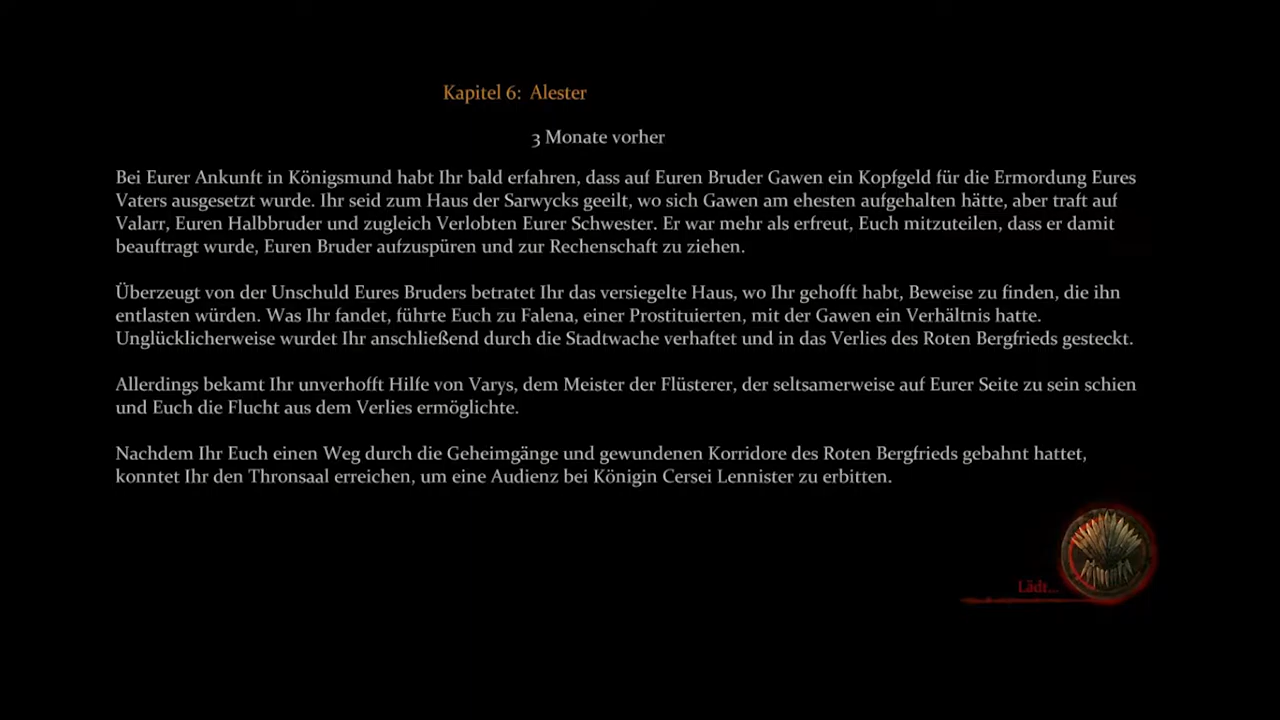 Kapitel 6: Alester
3 Monate vorher
Bei Eurer Ankunft in Königsmund habt Ihr bald erfahren, dass auf Euren Bruder Gawen ein Kopfgeld für die Ermordung Eures
Vaters ausgesetzt wurde. Ihr seid zum Haus der Sarwycks geeilt, wo sich Gawen am ehesten aufgehalten hätte, aber traft auf
Valarr, Euren Halbbruder und zugleich Verlobten Eurer Schwester. Er war mehr als erfreut, Euch mitzuteilen, dass er damit
beauftragt wurde, Euren Bruder aufzuspüren und zur Rechenschaft zu ziehen.
Überzeugt von der Unschuld Eures Bruders betratet Ihr das versiegelte Haus, wo Ihr gehofft habt, Beweise zu finden, die ihn
entlasten würden. Was Ihr fandet, führte Euch zu Falena, einer Prostituierten, mit der Gawen ein Verhältnis hatte.
Unglücklicherweise wurdet Ihr anschließend durch die Stadtwache verhaftet und in das Verlies des Roten Bergfrieds gesteckt.
Allerdings bekamt Ihr unverhofft Hilfe von Varys, dem Meister der Flüsterer, der seltsamerweise auf Eurer Seite zu sein schien
und Euch die Flucht aus dem Verlies ermöglichte.
Nachdem Ihr Euch einen Weg durch die Geheimgänge und gewundenen Korridore des Roten Bergfrieds gebahnt hattet,
konntet Ihr den Thronsaal erreichen, um eine Audienz bei Königin Cersei Lennister zu erbitten.
Lädt...